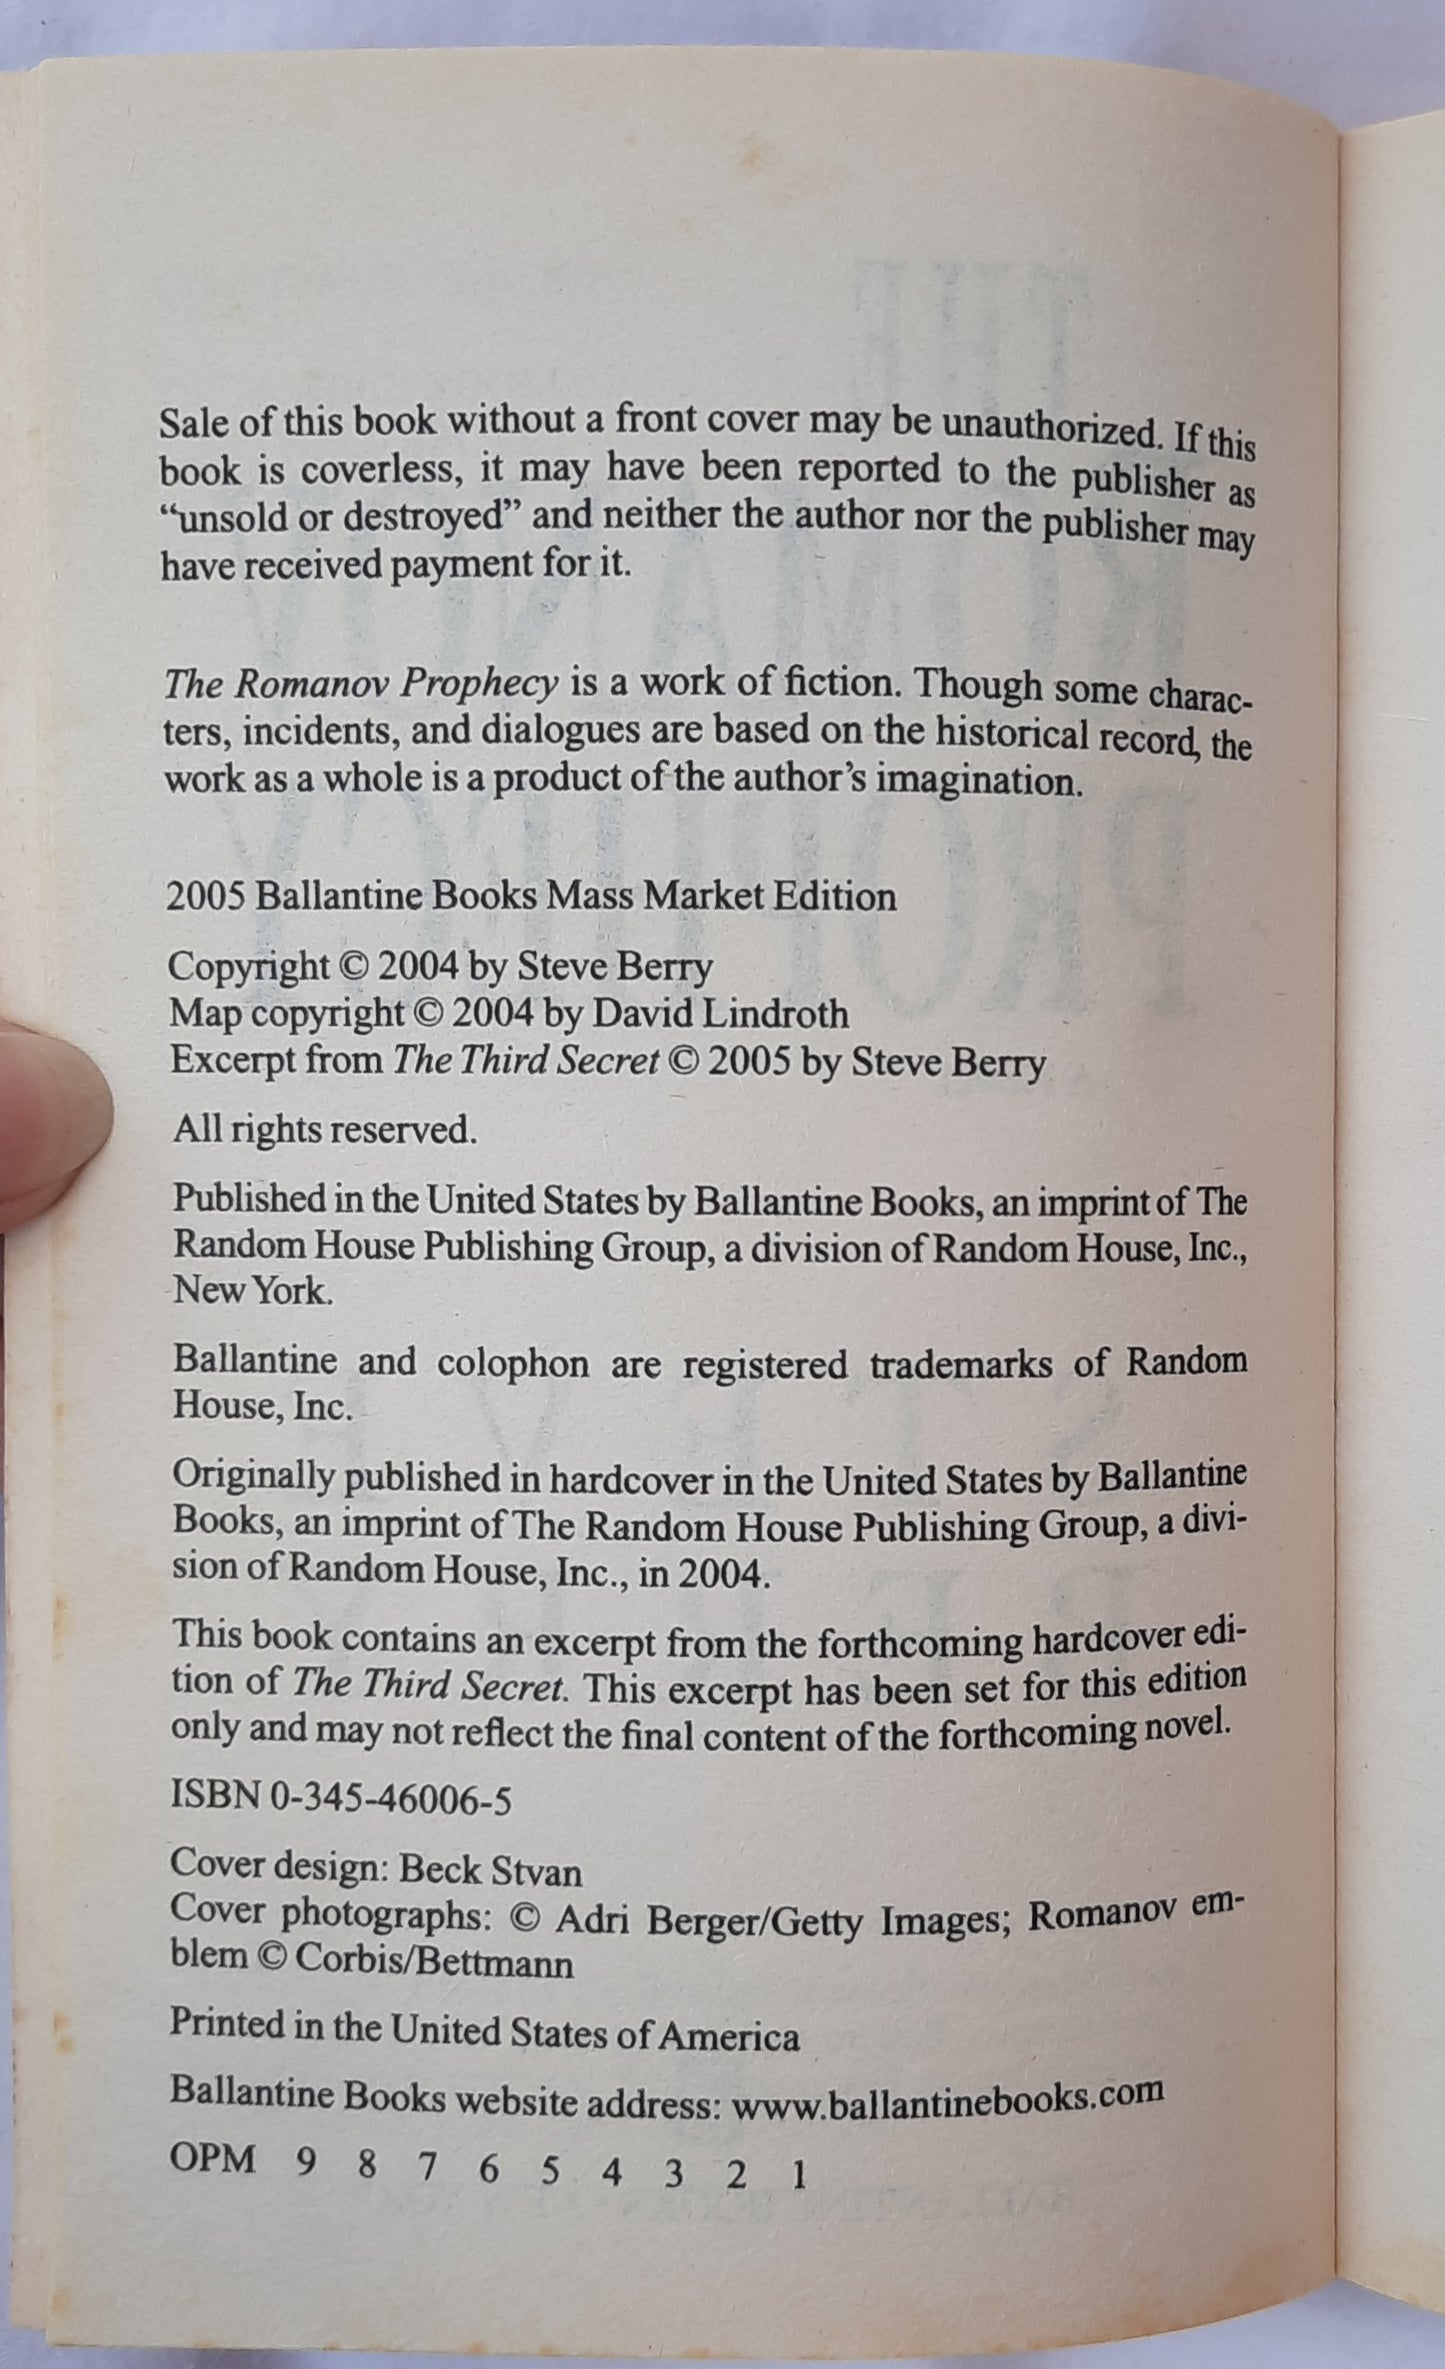 Sale of this book without a front cover may be unauthorized. If this
book is coverless, it may have been reported to the publisher as
“unsold or destroyed” and neither the author nor the publisher may
have received payment for it.
The Romanov Prophecy is a work of fiction. Though some charac-
ters, incidents, and dialogues are based on the historical record, the
work as a whole is a product of the author’s imagination.
2005 Ballantine Books Mass Market Edition
Copyright © 2004 by Steve Berry
Map copyright © 2004 by David Lindroth
Excerpt from The Third Secret © 2005 by Steve Berry
All rights reserved.
Published in the United States by Ballantine Books, an imprint of The
Random House Publishing Group, a division of Random House, Inc.,
New York.
Ballantine and colophon are registered trademarks of Random
House, Inc.
Originally published in hardcover in the United States by Ballantine
Books, an imprint of The Random House Publishing Group, a divi-
sion of Random House, Inc., in 2004.
This book contains an excerpt from the forthcoming hardcover edi-
tion of The Third Secret. This excerpt has been set for this edition
only and may not reflect the final content of the forthcoming novel.
ISBN 0-345-46006-5
Cover design: Beck Stvan
Cover photographs: © Adri Berger/Getty Images; Romanov em-
blem © Corbis/Bettmann
Printed in the United States of America
Ballantine Books website address: www.ballantinebooks.com
OPM 9 8 7 6 5 4 3 2 1